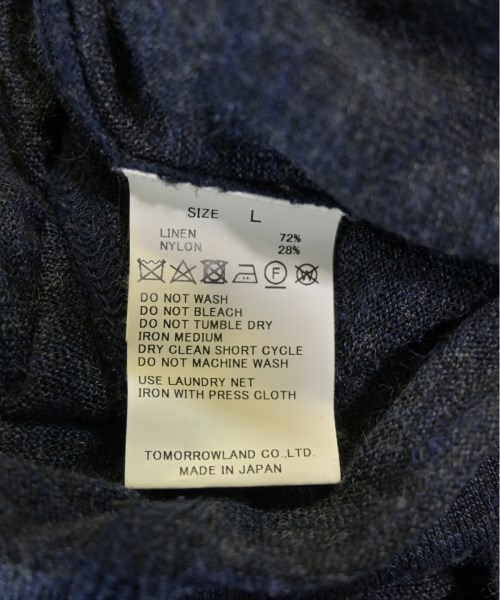 SIZE L
LINEN 72%
NYLON 28%
F W
DO NOT WASH
DO NOT BLEACH
DO NOT TUMBLE DRY
IRON MEDIUM
DRY CLEAN SHORT CYCLE
DO NOT MACHINE WASH
USE LAUNDRY NET
IRON WITH PRESS CLOTH
TOMORROWLAND CO.,LTD.
MADE IN JAPAN